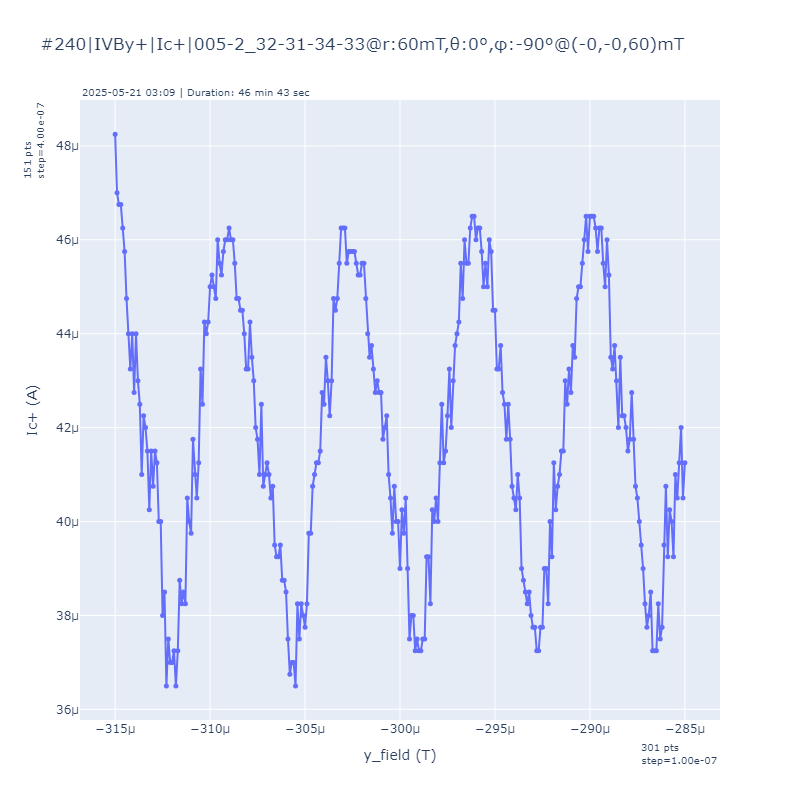 #240|IVBy+|Ic+|005-2_32-31-34-33@r:60mT,θ:0º,φ:-90º@(-0,-0,60)mT
2025-05-21 03:09 | Duration: 46 min 43 sec
151 pts
step=4.00e-07
48μ
46μ
44μ
42μ
40μ
38μ
36μ
Ic+ (A)
−315μ
−310μ
−305μ
−300μ
−295μ
−290μ
−285μ
y_field (T)
301 pts
step=1.00e-07